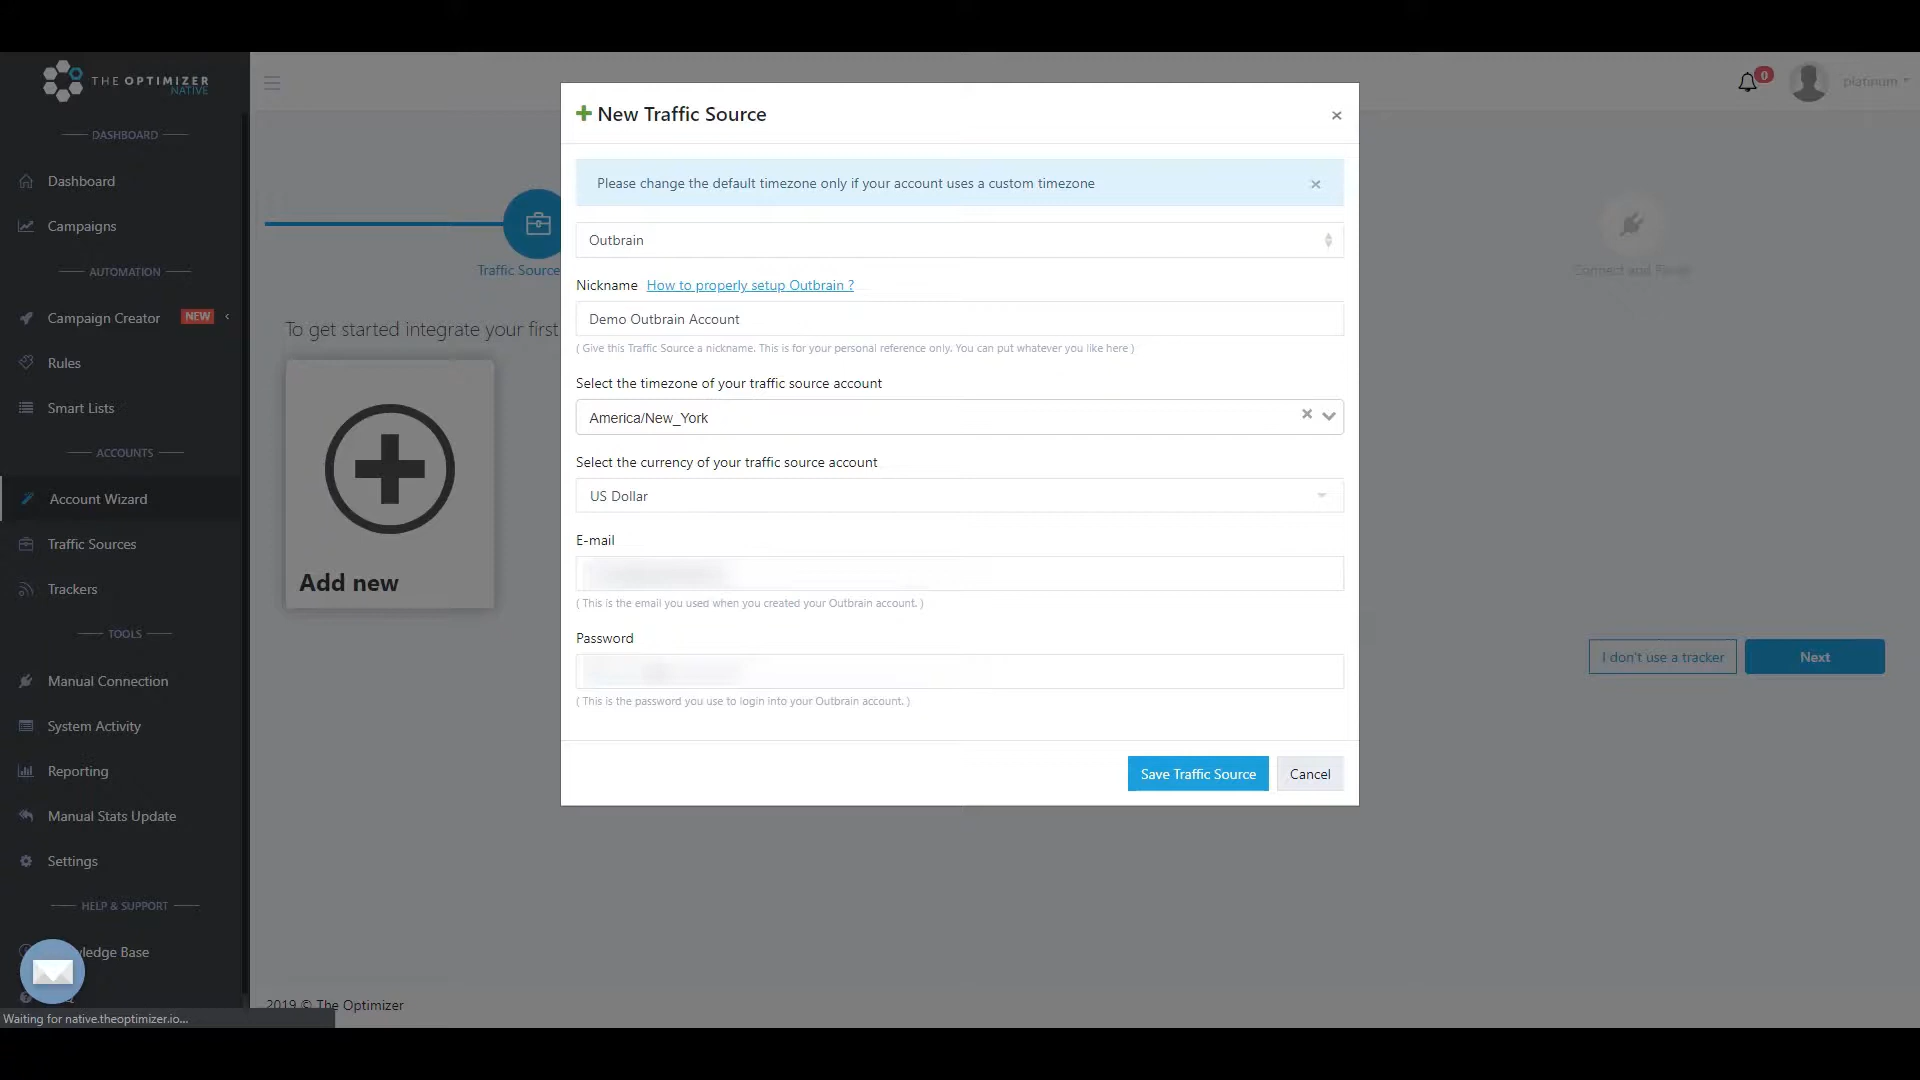 THE OPTIMIZER
NATIVE
DASHBOARD
Dashboard
Campaigns
AUTOMATION
Campaign Creator NEW
Rules
Smart Lists
ACCOUNTS
Account Wizard
Traffic Sources
Trackers
TOOLS
Manual Connection
System Activity
Reporting
Manual Stats Update
Settings
HELP & SUPPORT
ledge Base
Waiting for native.theoptimizer.io...
0
platinum
Traffic Source
Connect and
To get started integrate your first
Add new
I don't use a tracker
Next
2019 © The Optimizer
New Traffic Source
Please change the default timezone only if your account uses a custom timezone
Outbrain
Nickname How to properly setup Outbrain ?
Demo Outbrain Account
( Give this Traffic Source a nickname. This is for your personal reference only. You can put whatever you like here )
Select the timezone of your traffic source account
America/New_York
Select the currency of your traffic source account
US Dollar
E-mail
( This is the email you used when you created your Outbrain account. )
Password
( This is the password you use to login into your Outbrain account. )
Save Traffic Source
Cancel